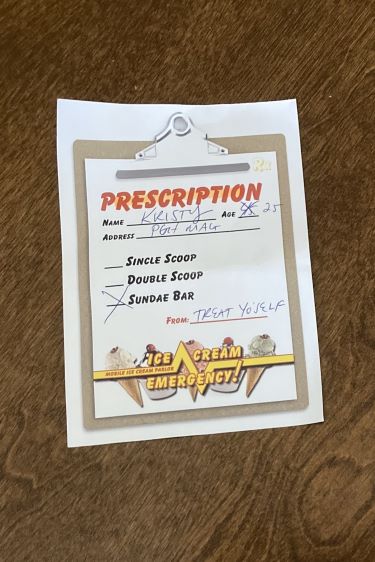 Rx
PRESCRIPTION
NAME KRISTY AGE 25
ADDRESS PGH MAG
SINGLE SCOOP
DOUBLE SCOOP
X SUNDAE BAR
FROM: TREAT YO'SELF
ICE CREAM
MOBILE ICE CREAM PARLOR
EMERGENCY!